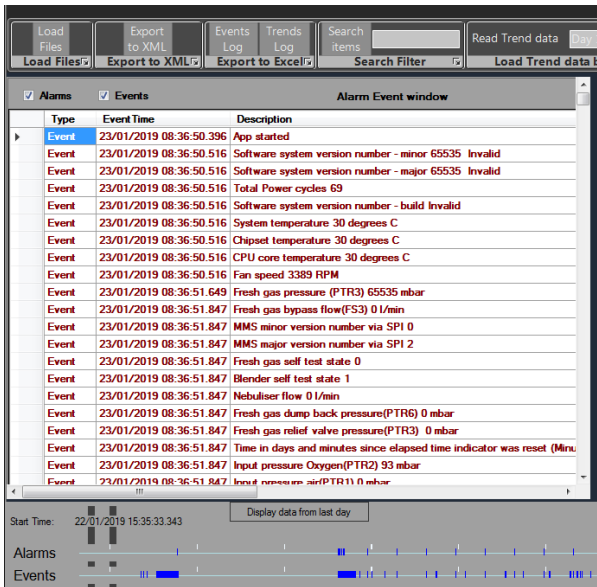 Load Files Export to XML Events Log Trends Log Search items Read Trend data Day
Load Files Export to XML Export to Excel Search Filter Load Trend data b
Alarms Events Alarm Event window
Type Event Time Description
Event 23/01/2019 08:36:50.396 App started
Event 23/01/2019 08:36:50.516 Software system version number - minor 65535 Invalid
Event 23/01/2019 08:36:50.516 Software system version number - major 65535 Invalid
Event 23/01/2019 08:36:50.516 Total Power cycles 69
Event 23/01/2019 08:36:50.516 Software system version number - build Invalid
Event 23/01/2019 08:36:50.516 System temperature 30 degrees C
Event 23/01/2019 08:36:50.516 Chipset temperature 30 degrees C
Event 23/01/2019 08:36:50.516 CPU core temperature 30 degrees C
Event 23/01/2019 08:36:50.516 Fan speed 3389 RPM
Event 23/01/2019 08:36:51.649 Fresh gas pressure (PTR3) 65535 mbar
Event 23/01/2019 08:36:51.847 Fresh gas bypass flow(FS3) 0 l/min
Event 23/01/2019 08:36:51.847 MMS minor version number via SPI 0
Event 23/01/2019 08:36:51.847 MMS major version number via SPI 2
Event 23/01/2019 08:36:51.847 Fresh gas self test state 0
Event 23/01/2019 08:36:51.847 Blender self test state 1
Event 23/01/2019 08:36:51.847 Nebuliser flow 0 l/min
Event 23/01/2019 08:36:51.847 Fresh gas dump back pressure(PTR6) 0 mbar
Event 23/01/2019 08:36:51.847 Fresh gas relief valve pressure(PTR3) 0 mbar
Event 23/01/2019 08:36:51.847 Time in days and minutes since elapsed time indicator was reset (Minu
Event 23/01/2019 08:36:51.847 Input pressure Oxygen(PTR2) 93 mbar
Event 23/01/2019 08:36:51.847 Input pressure air(PTR1) 0 mbar
Display data from last day
Start Time: 22/01/2019 15:35:33.343
Alarms
Events